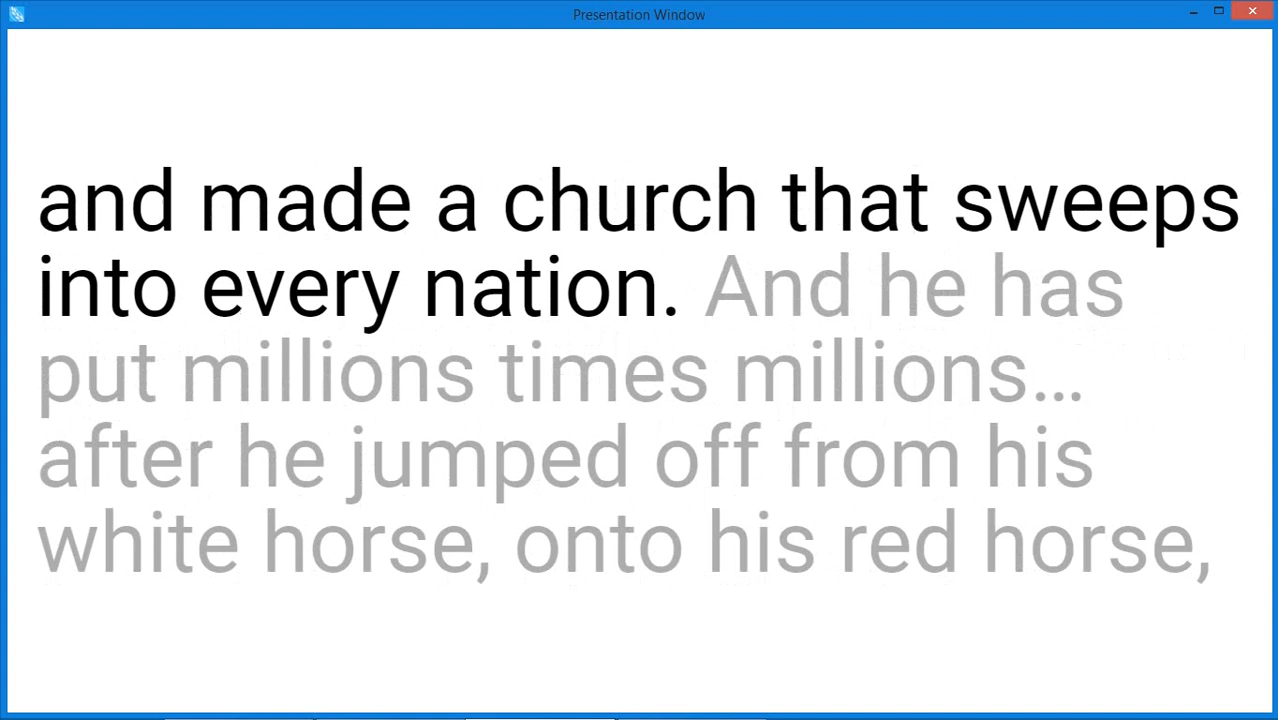 Presentation Window
and made a church that sweeps
into every nation. And he has
put millions times millions...
after he jumped off from his
white horse, onto his red horse,